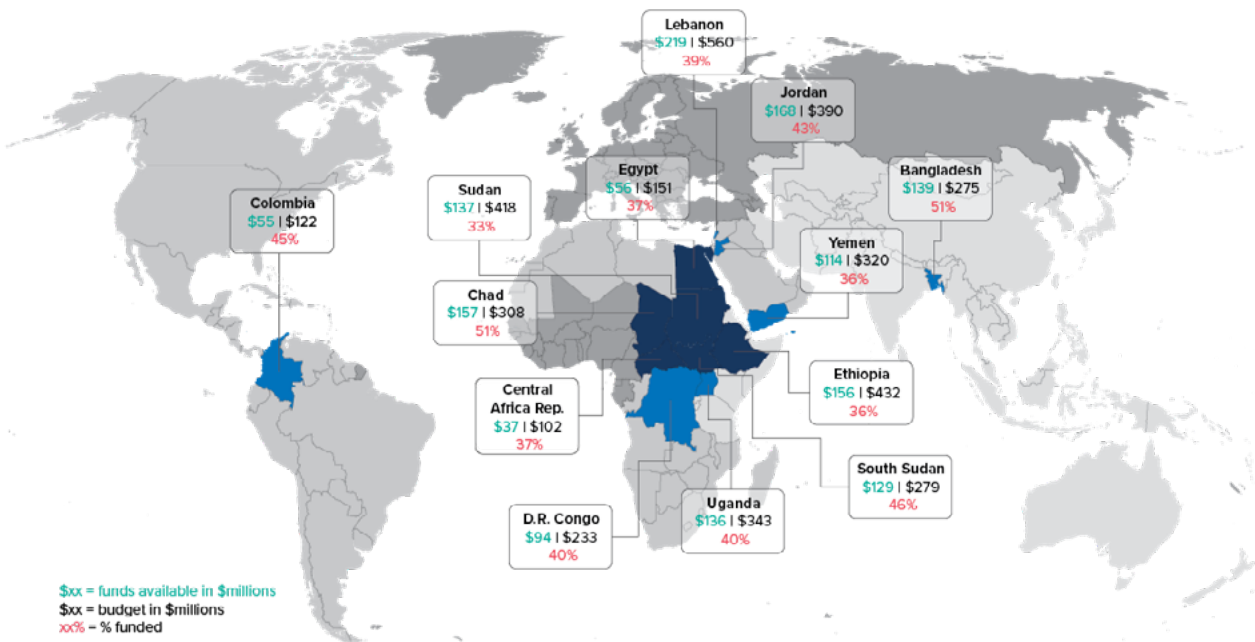 Lebanon
$219 | $560
39%
Jordan
$168 | $390
43%
Egypt
$56 | $151
37%
Bangladesh
$139 | $275
51%
Sudan
$137 | $418
33%
Colombia
$55 | $122
45%
Yemen
$114 | $320
36%
Chad
$157 | $308
51%
Ethiopia
$156 | $432
36%
Central
Africa Rep.
$37 | $102
37%
South Sudan
$129 | $279
46%
Uganda
$136 | $343
40%
D.R. Congo
$94 | $233
40%
$xx = funds available in $millions
$xx = budget in $millions
xx% – % funded